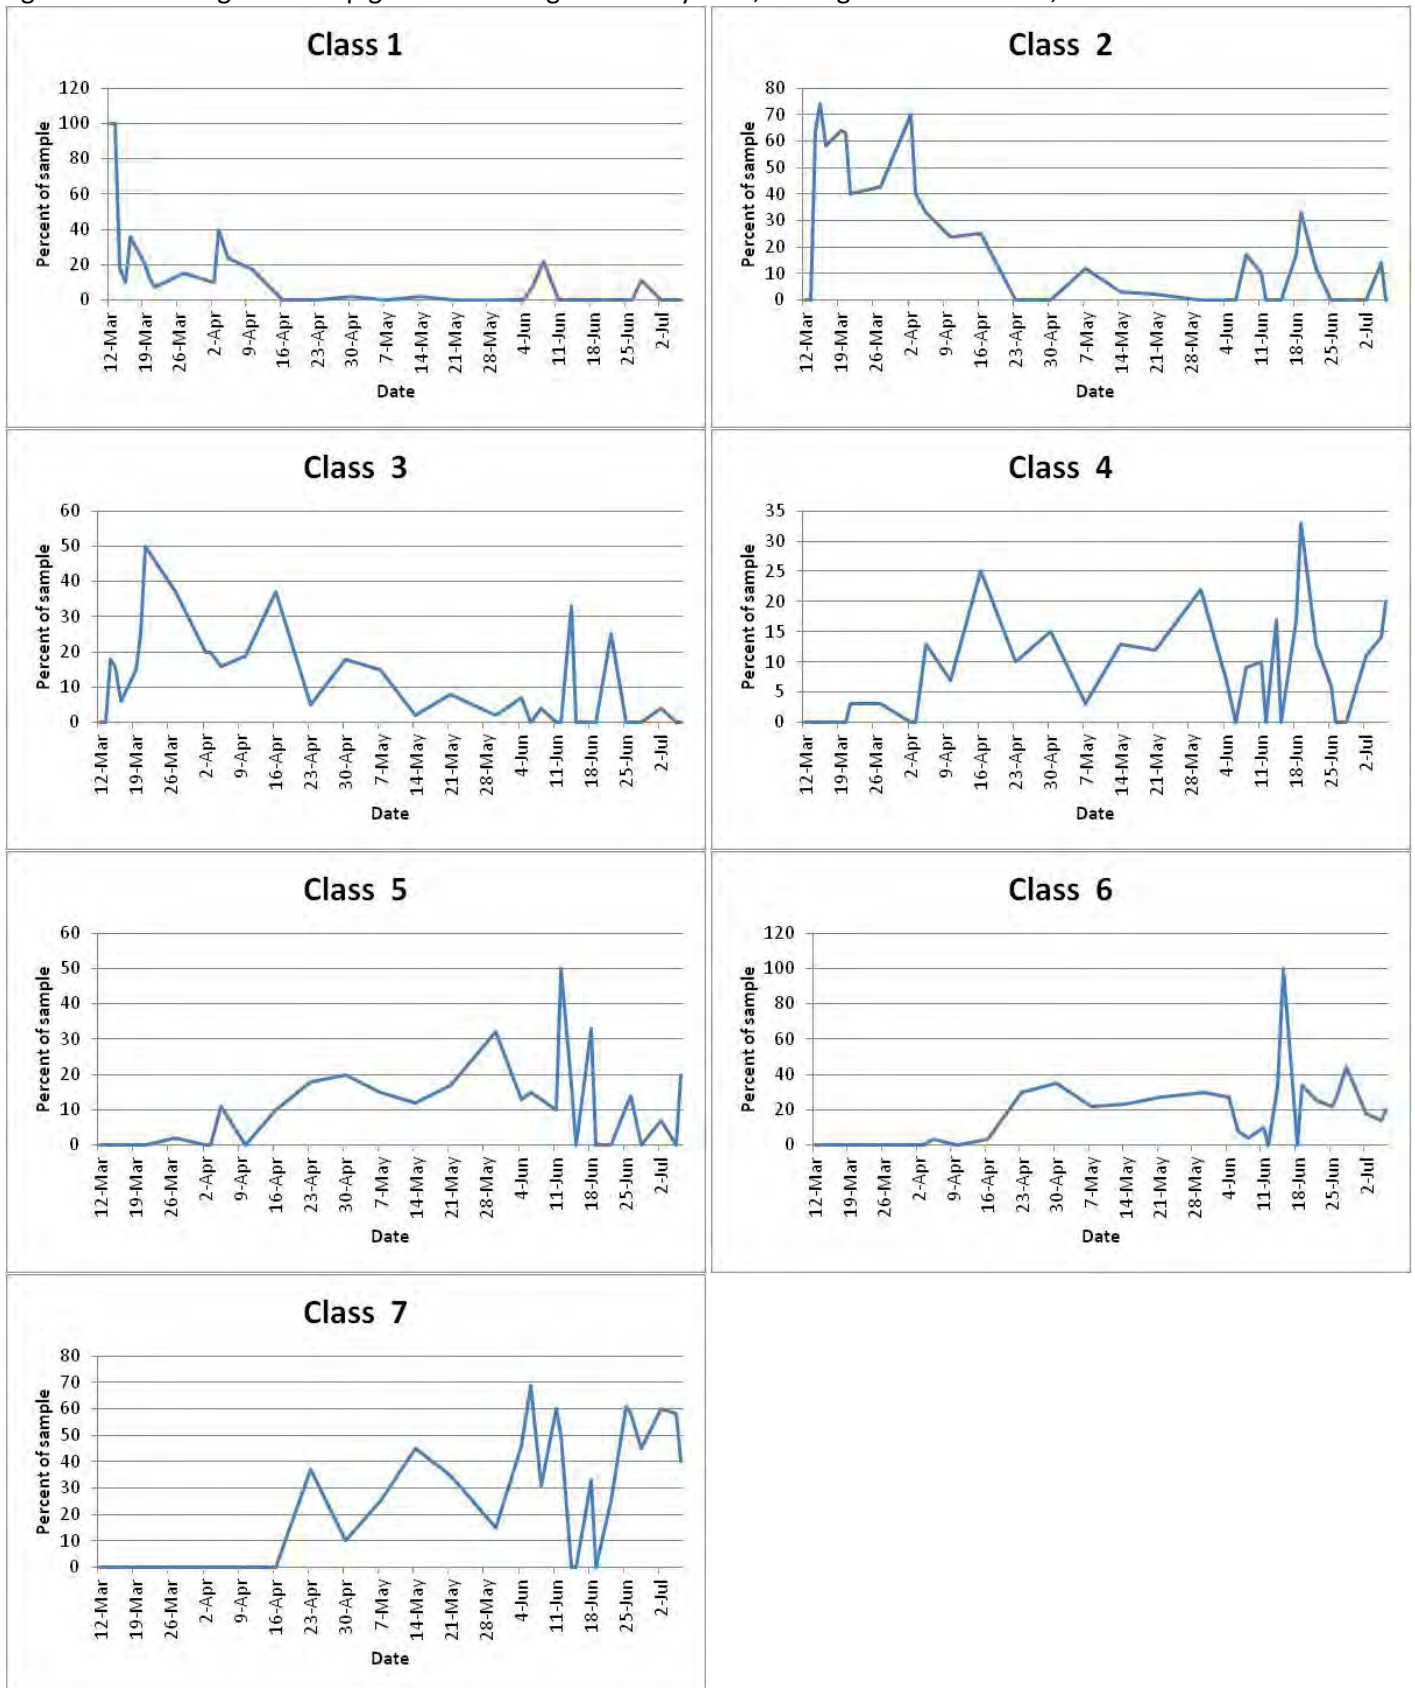 Class 1
Percent of sample
120
100
80
60
40
20
0
12-Mar
19-Mar
26-Mar
2-Apr
9-Apr
16-Apr
23-Apr
30-Apr
7-May
14-May
21-May
28-May
4-Jun
11-Jun
18-Jun
25-Jun
2-Jul
Date
Class 2
Percent of sample
80
70
60
50
40
30
20
10
0
12-Mar
19-Mar
26-Mar
2-Apr
9-Apr
16-Apr
23-Apr
30-Apr
7-May
14-May
21-May
28-May
4-Jun
11-Jun
18-Jun
25-Jun
2-Jul
Date
Class 3
Percent of sample
60
50
40
30
20
10
0
12-Mar
19-Mar
26-Mar
2-Apr
9-Apr
16-Apr
23-Apr
30-Apr
7-May
14-May
21-May
28-May
4-Jun
11-Jun
18-Jun
25-Jun
2-Jul
Date
Class 4
Percent of sample
35
30
25
20
15
10
5
0
12-Mar
19-Mar
26-Mar
2-Apr
9-Apr
16-Apr
23-Apr
30-Apr
7-May
14-May
21-May
28-May
4-Jun
11-Jun
18-Jun
25-Jun
2-Jul
Date
Class 5
Percent of sample
60
50
40
30
20
10
0
12-Mar
19-Mar
26-Mar
2-Apr
9-Apr
16-Apr
23-Apr
30-Apr
7-May
14-May
21-May
28-May
4-Jun
11-Jun
18-Jun
25-Jun
2-Jul
Date
Class 6
Percent of sample
120
100
80
60
40
20
0
12-Mar
19-Mar
26-Mar
2-Apr
9-Apr
16-Apr
23-Apr
30-Apr
7-May
14-May
21-May
28-May
4-Jun
11-Jun
18-Jun
25-Jun
2-Jul
Date
Class 7
Percent of sample
80
70
60
50
40
30
20
10
0
12-Mar
19-Mar
26-Mar
2-Apr
9-Apr
16-Apr
23-Apr
30-Apr
7-May
14-May
21-May
28-May
4-Jun
11-Jun
18-Jun
25-Jun
2-Jul
Date